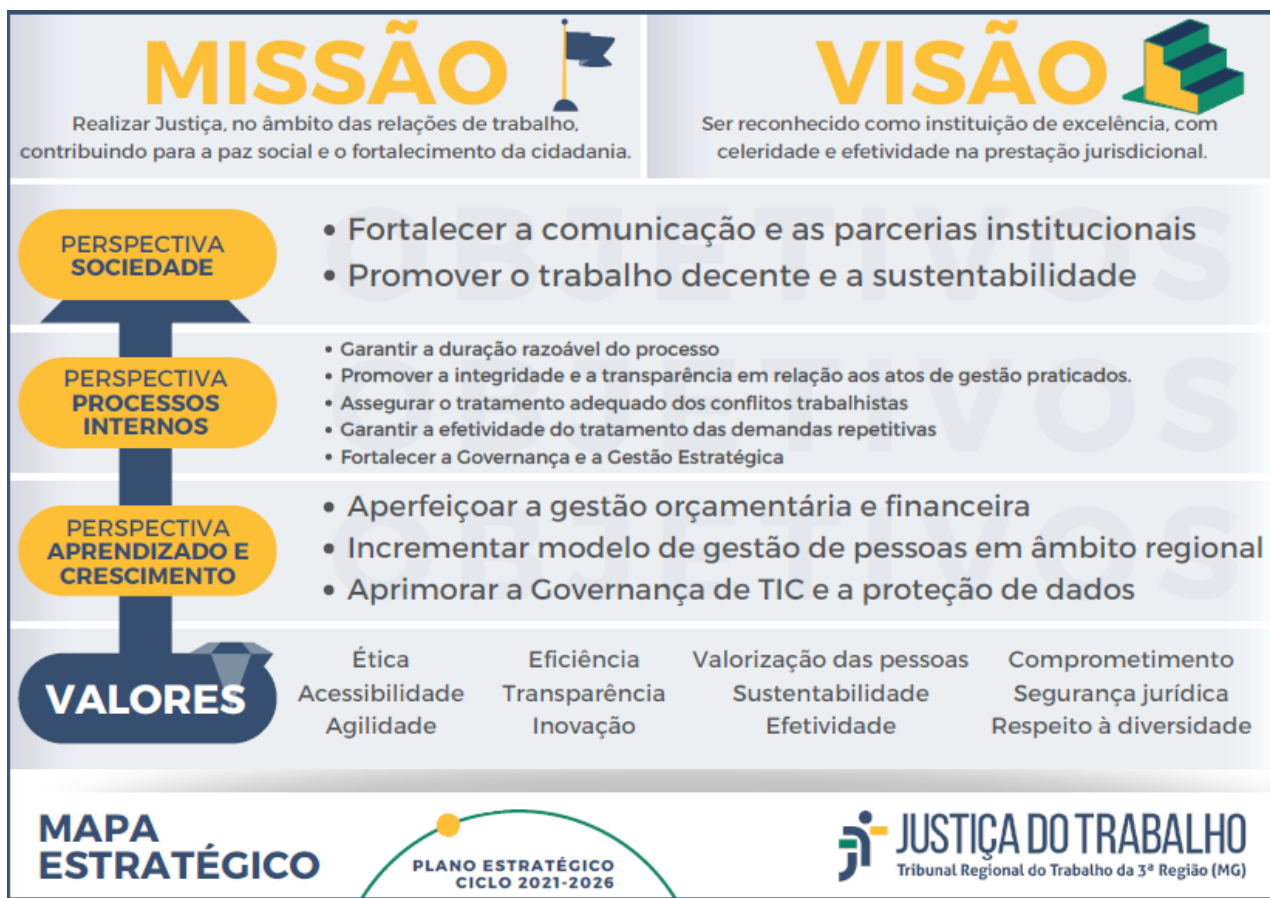 MISSÃO
Realizar Justiça, no âmbito das relações de trabalho,
contribuindo para a paz social e o fortalecimento da cidadania.
VISÃO
Ser reconhecido como instituição de excelência, com
celeridade e efetividade na prestação jurisdicional.
PERSPECTIVA
SOCIEDADE
OBJETIVOS
• Fortalecer a comunicação e as parcerias institucionais
• Promover o trabalho decente e a sustentabilidade
PERSPECTIVA
PROCESSOS
INTERNOS
OBJETIVOS
• Garantir a duração razoável do processo
• Promover a integridade e a transparência em relação aos atos de gestão praticados.
• Assegurar o tratamento adequado dos conflitos trabalhistas
• Garantir a efetividade do tratamento das demandas repetitivas
• Fortalecer a Governança e a Gestão Estratégica
PERSPECTIVA
APRENDIZADO E
CRESCIMENTO
OBJETIVOS
• Aperfeiçoar a gestão orçamentária e financeira
• Incrementar modelo de gestão de pessoas em âmbito regional
• Aprimorar a Governança de TIC e a proteção de dados
VALORES
Ética Eficiência Valorização das pessoas Comprometimento
Acessibilidade Transparência Sustentabilidade Segurança jurídica
Agilidade Inovação Efetividade Respeito à diversidade
MAPA
ESTRATÉGICO
PLANO ESTRATÉGICO
CICLO 2021-2026
JUSTIÇA DO TRABALHO
Tribunal Regional do Trabalho da 3ª Região (MG)